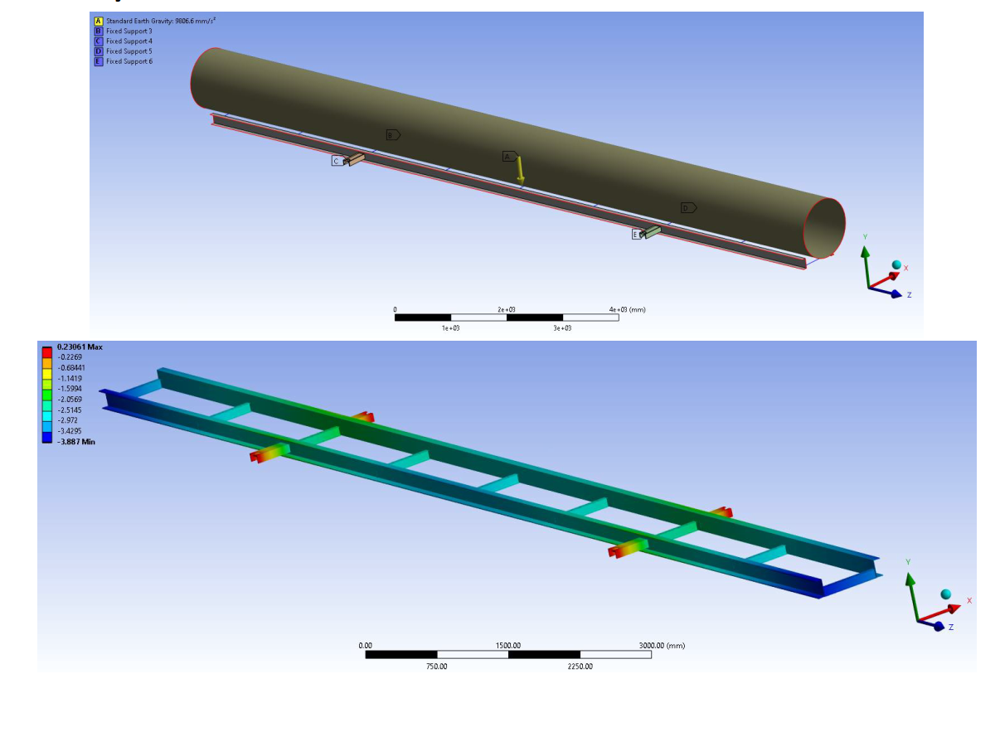 A Standard Earth Gravity: 9806.6 mm/s²
B Fixed Support 3
C Fixed Support 4
D Fixed Support 5
E Fixed Support 6
B
C
A
D
E
Y
X
Z
0 2e+03 4e+03 (mm)
1e+03 3e+03
0.23061 Max
-0.2269
-0.68441
-1.1419
-1.5994
-2.0569
-2.5145
-2.972
-3.4295
-3.887 Min
Y
X
Z
0.00 1500.00 3000.00 (mm)
750.00 2250.00